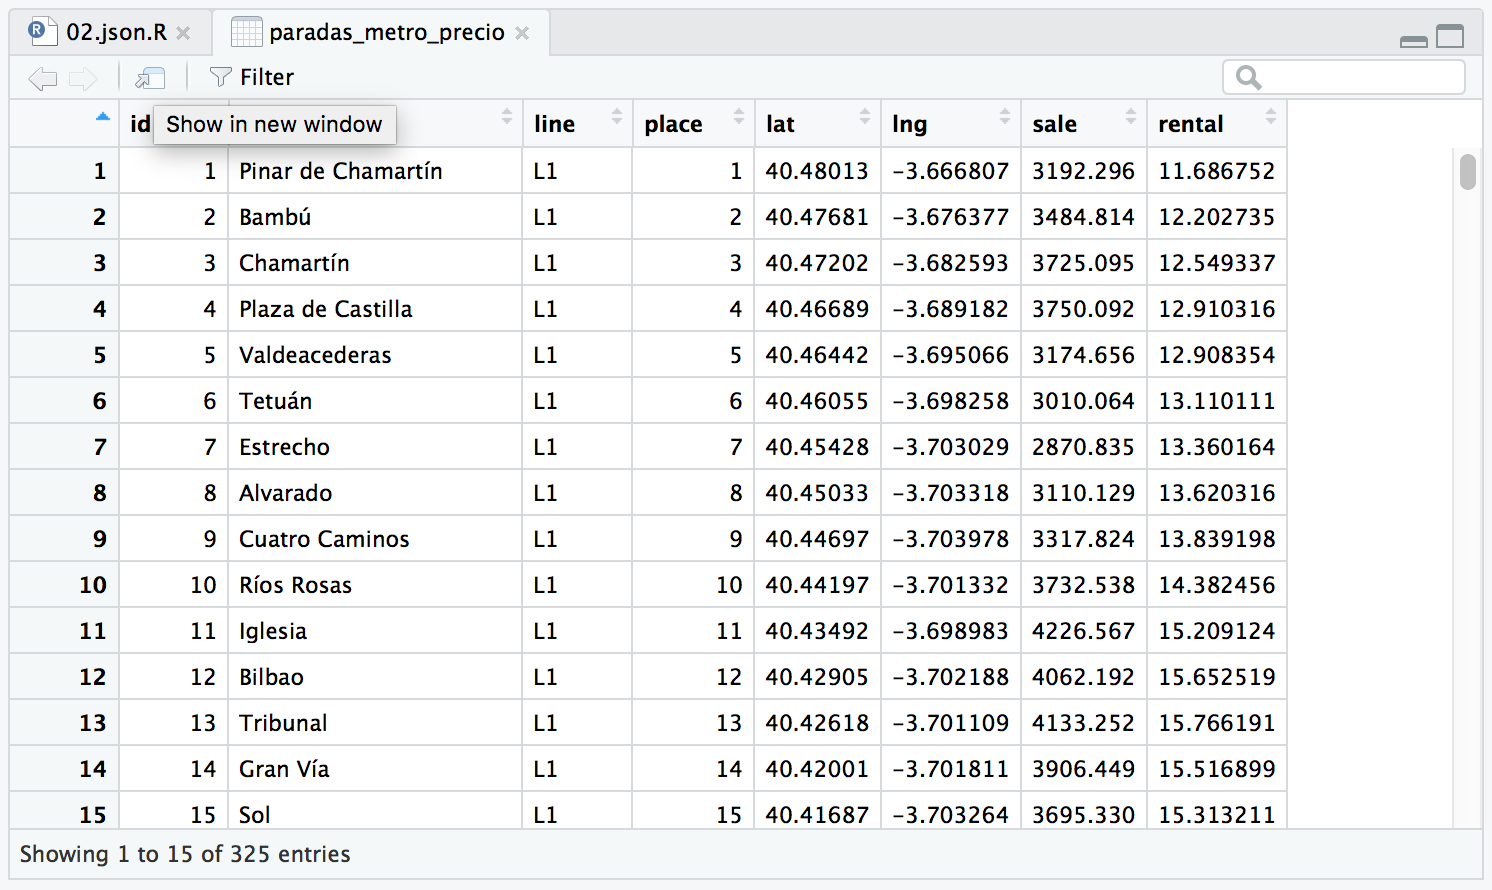 02.json.R paradas_metro_precio
Filter
id Show in new window line place lat lng sale rental
1 1 Pinar de Chamartín L1 1 40.48013 -3.666807 3192.296 11.686752
2 2 Bambú L1 2 40.47681 -3.676377 3484.814 12.202735
3 3 Chamartín L1 3 40.47202 -3.682593 3725.095 12.549337
4 4 Plaza de Castilla L1 4 40.46689 -3.689182 3750.092 12.910316
5 5 Valdeacederas L1 5 40.46442 -3.695066 3174.656 12.908354
6 6 Tetuán L1 6 40.46055 -3.698258 3010.064 13.110111
7 7 Estrecho L1 7 40.45428 -3.703029 2870.835 13.360164
8 8 Alvarado L1 8 40.45033 -3.703318 3110.129 13.620316
9 9 Cuatro Caminos L1 9 40.44697 -3.703978 3317.824 13.839198
10 10 Ríos Rosas L1 10 40.44197 -3.701332 3732.538 14.382456
11 11 Iglesia L1 11 40.43492 -3.698983 4226.567 15.209124
12 12 Bilbao L1 12 40.42905 -3.702188 4062.192 15.652519
13 13 Tribunal L1 13 40.42618 -3.701109 4133.252 15.766191
14 14 Gran Vía L1 14 40.42001 -3.701811 3906.449 15.516899
15 15 Sol L1 15 40.41687 -3.703264 3695.330 15.313211
Showing 1 to 15 of 325 entries